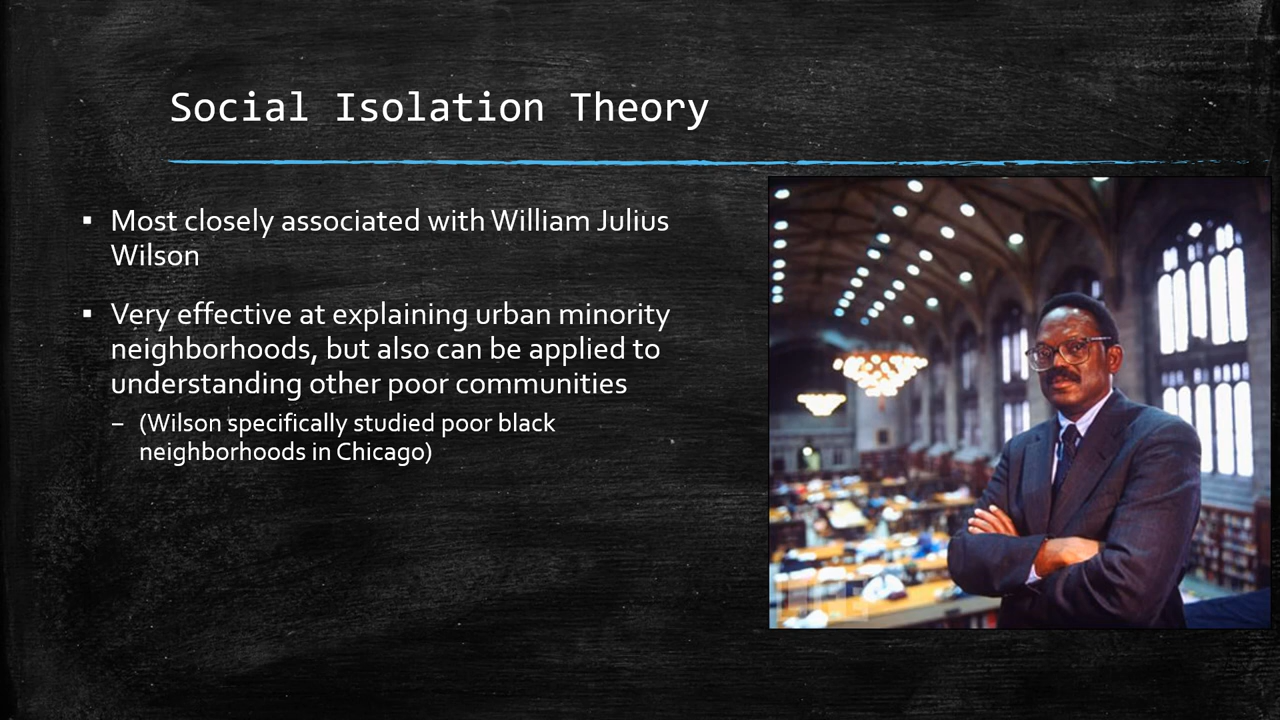 Social Isolation Theory
▪ Most closely associated with William Julius
Wilson
▪ Very effective at explaining urban minority
neighborhoods, but also can be applied to
understanding other poor communities
– (Wilson specifically studied poor black
neighborhoods in Chicago)